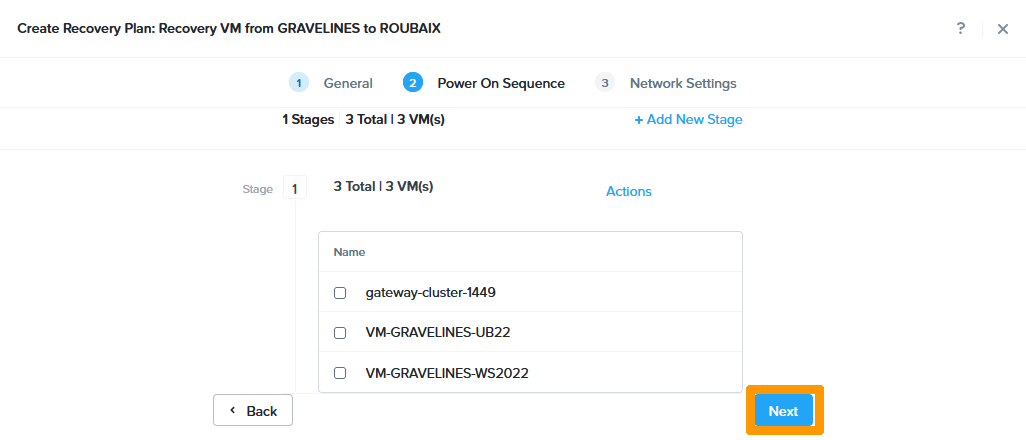 Create Recovery Plan: Recovery VM from GRAVELINES to ROUBAIX
? ×
1 General 2 Power On Sequence 3 Network Settings
1 Stages 3 Total | 3 VM(s) + Add New Stage
Stage 1 3 Total | 3 VM(s) Actions
Name
gateway-cluster-1449
VM-GRAVELINES-UB22
VM-GRAVELINES-WS2022
Back Next